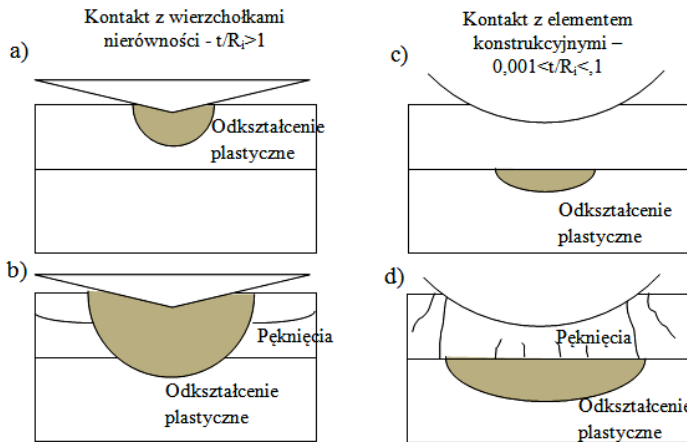 Kontakt z wierzchołkami
nierówności - t/Rᵢ>1
a)
Odkształcenie
plastyczne
b)
Pęknięcia
Odkształcenie
plastyczne
Kontakt z elementem
konstrukcyjnymi –
0,001<t/Rᵢ<,1
c)
Odkształcenie
plastyczne
d)
Pęknięcia
Odkształcenie
plastyczne